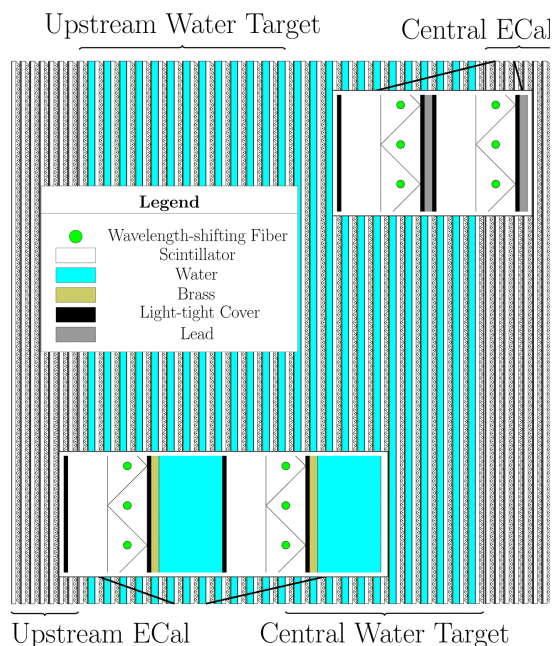 Upstream Water Target
Central ECal
Legend
Wavelength-shifting Fiber
Scintillator
Water
Brass
Light-tight Cover
Lead
Upstream ECal
Central Water Target